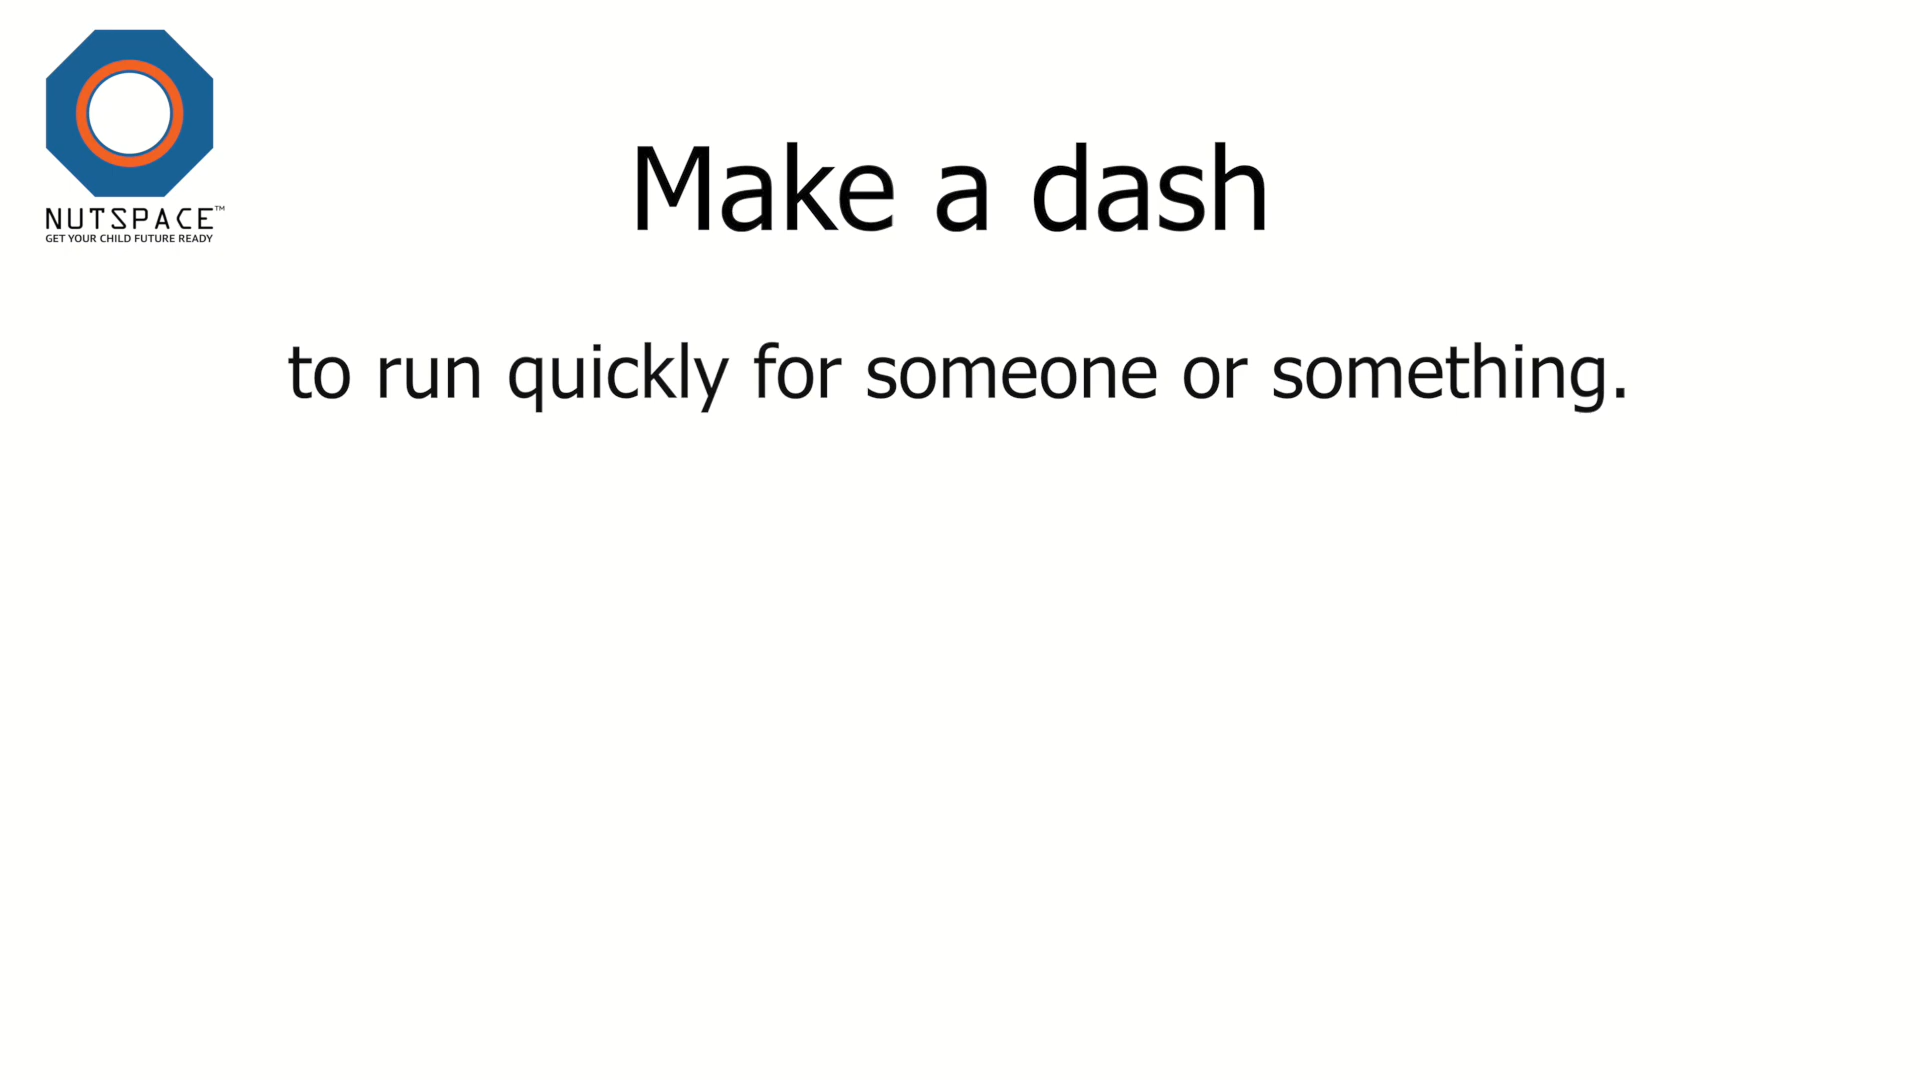 NUTSPACE™
GET YOUR CHILD FUTURE READY
Make a dash
to run quickly for someone or something.